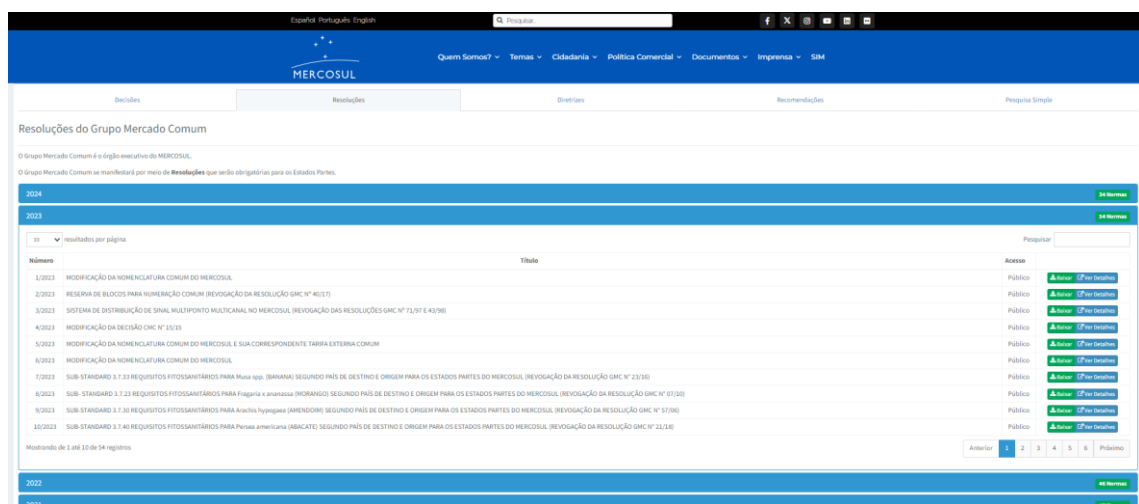 Español Português English
Pesquisar.
MERCOSUL
Quem Somos? Temas Cidadania Política Comercial Documentos Imprensa SIM
Decisões Resoluções Diretrizes Recomendações Pesquisa Simple
Resoluções do Grupo Mercado Comum
O Grupo Mercado Comum é o órgão executivo do MERCOSUL.
O Grupo Mercado Comum se manifestará por meio de Resoluções que serão obrigatórias para os Estados Partes.
2024 34 Normas
2023 54 Normas
10 resultados por página Pesquisar
Número Título Acesso
1/2023 MODIFICAÇÃO DA NOMENCLATURA COMUM DO MERCOSUL Público Baixar Ver Detalhes
2/2023 RESERVA DE BLOCOS PARA NUMERAÇÃO COMUM (REVOGAÇÃO DA RESOLUÇÃO GMC N° 40/17) Público Baixar Ver Detalhes
3/2023 SISTEMA DE DISTRIBUIÇÃO DE SINAL MULTIPONTO MULTICANAL NO MERCOSUL (REVOGAÇÃO DAS RESOLUÇÕES GMC N° 71/97 E 43/98) Público Baixar Ver Detalhes
4/2023 MODIFICAÇÃO DA DECISÃO CMC N° 15/15 Público Baixar Ver Detalhes
5/2023 MODIFICAÇÃO DA NOMENCLATURA COMUM DO MERCOSUL E SUA CORRESPONDENTE TARIFA EXTERNA COMUM Público Baixar Ver Detalhes
6/2023 MODIFICAÇÃO DA NOMENCLATURA COMUM DO MERCOSUL Público Baixar Ver Detalhes
7/2023 SUB-STANDARD 3.7.33 REQUISITOS FITOSSANITÁRIOS PARA Musa spp. (BANANA) SEGUNDO PAÍS DE DESTINO E ORIGEM PARA OS ESTADOS PARTES DO MERCOSUL (REVOGAÇÃO DA RESOLUÇÃO GMC N° 23/16) Público Baixar Ver Detalhes
8/2023 SUB- STANDARD 3.7.23 REQUISITOS FITOSSANITÁRIOS PARA Fragaria x ananassa (MORANGO) SEGUNDO PAÍS DE DESTINO E ORIGEM PARA OS ESTADOS PARTES DO MERCOSUL (REVOGAÇÃO DA RESOLUÇÃO GMC N° 07/10) Público Baixar Ver Detalhes
9/2023 SUB-STANDARD 3.7.30 REQUISITOS FITOSSANITÁRIOS PARA Arachis hypogaea (AMENDOIM) SEGUNDO PAÍS DE DESTINO E ORIGEM PARA OS ESTADOS PARTES DO MERCOSUL (REVOGAÇÃO DA RESOLUÇÃO GMC N° 57/06) Público Baixar Ver Detalhes
10/2023 SUB-STANDARD 3.7.40 REQUISITOS FITOSSANITÁRIOS PARA Persea americana (ABACATE) SEGUNDO PAÍS DE DESTINO E ORIGEM PARA OS ESTADOS PARTES DO MERCOSUL (REVOGAÇÃO DA RESOLUÇÃO GMC N° 21/18) Público Baixar Ver Detalhes
Mostrando de 1 até 10 de 54 registros Anterior 1 2 3 4 5 6 Próximo
2022 Normas